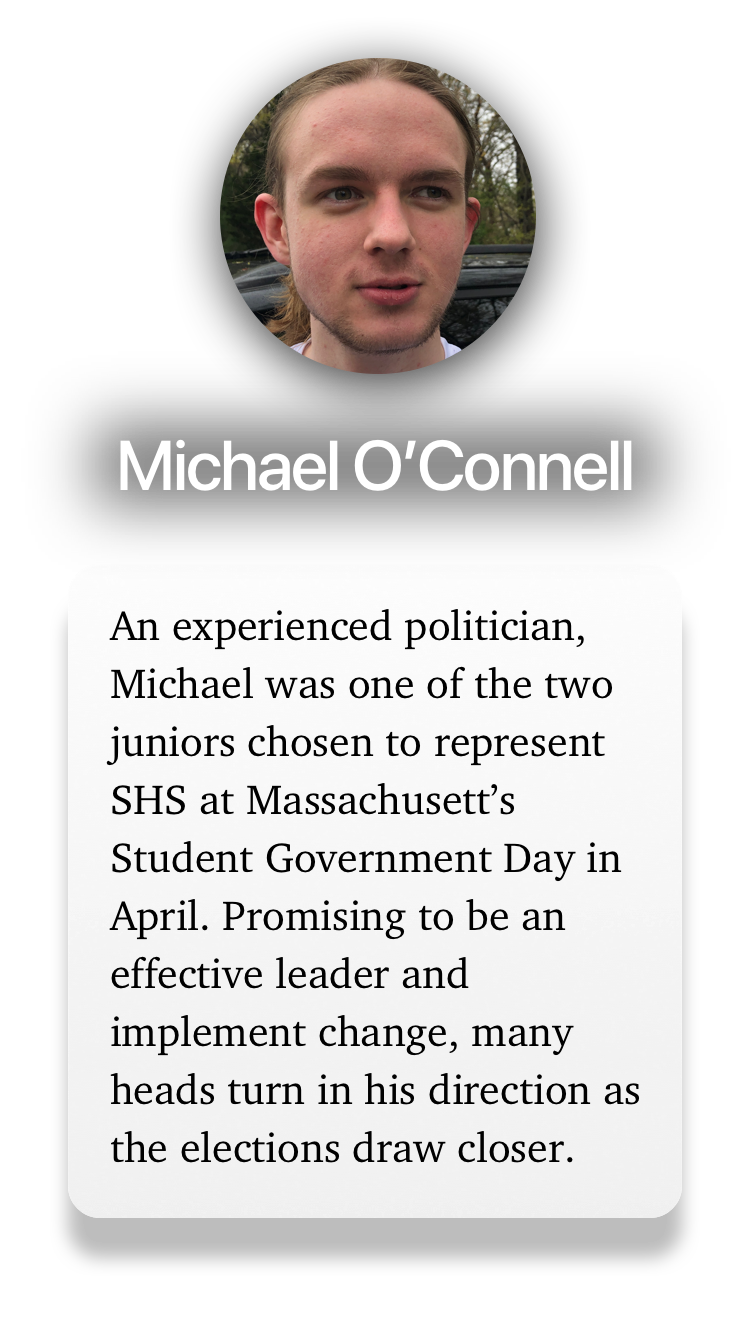 Michael O’Connell
An experienced politician,
Michael was one of the two
juniors chosen to represent
SHS at Massachusett’s
Student Government Day in
April. Promising to be an
effective leader and
implement change, many
heads turn in his direction as
the elections draw closer.